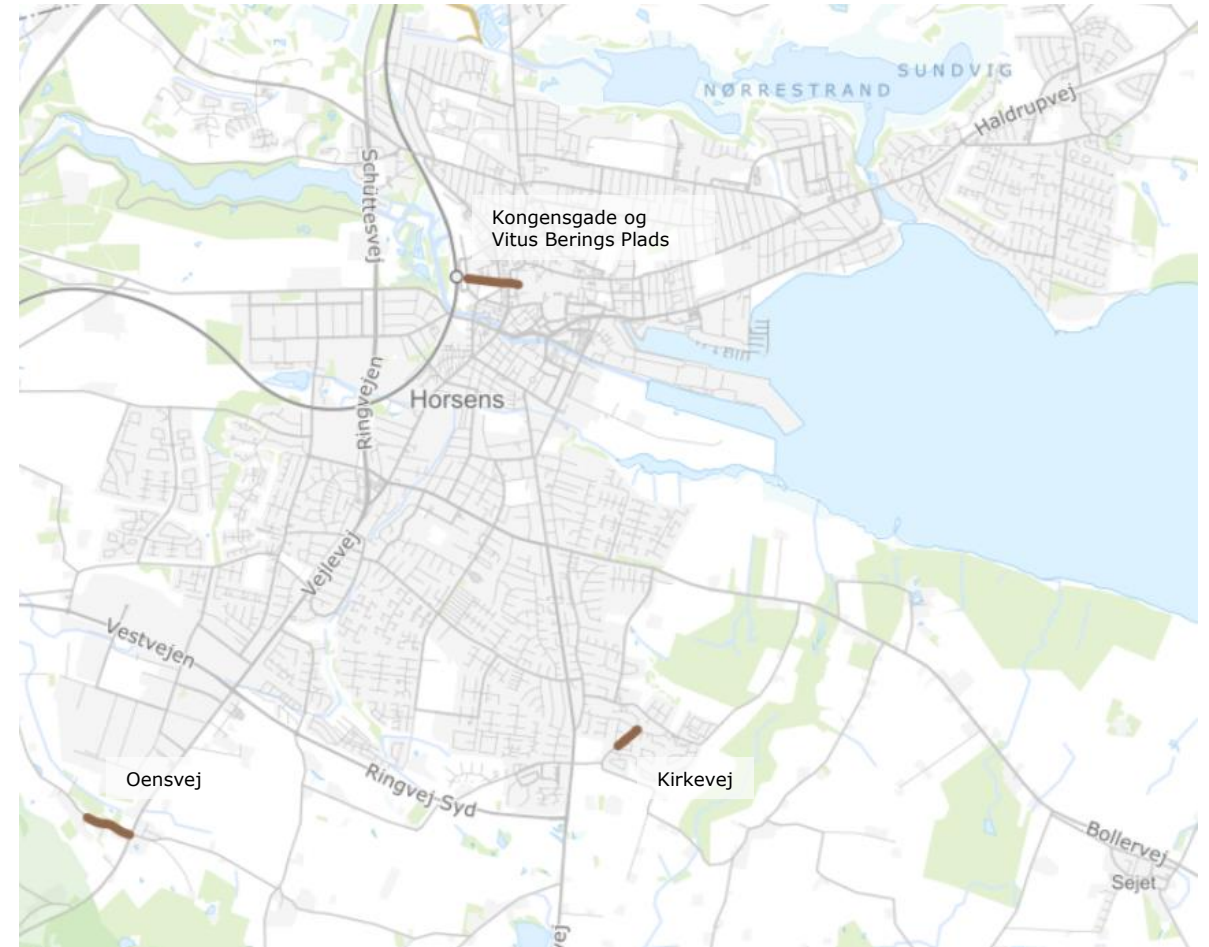 SUNDVIG
NØRRESTRAND
Haldrupvej
Schüttesvej
Kongensgade og
Vitus Berings Plads
Ringvejen
Horsens
Vejlevej
Vestvejen
Oensvej
Ringvej Syd
Kirkevej
Bollervej
Sejet